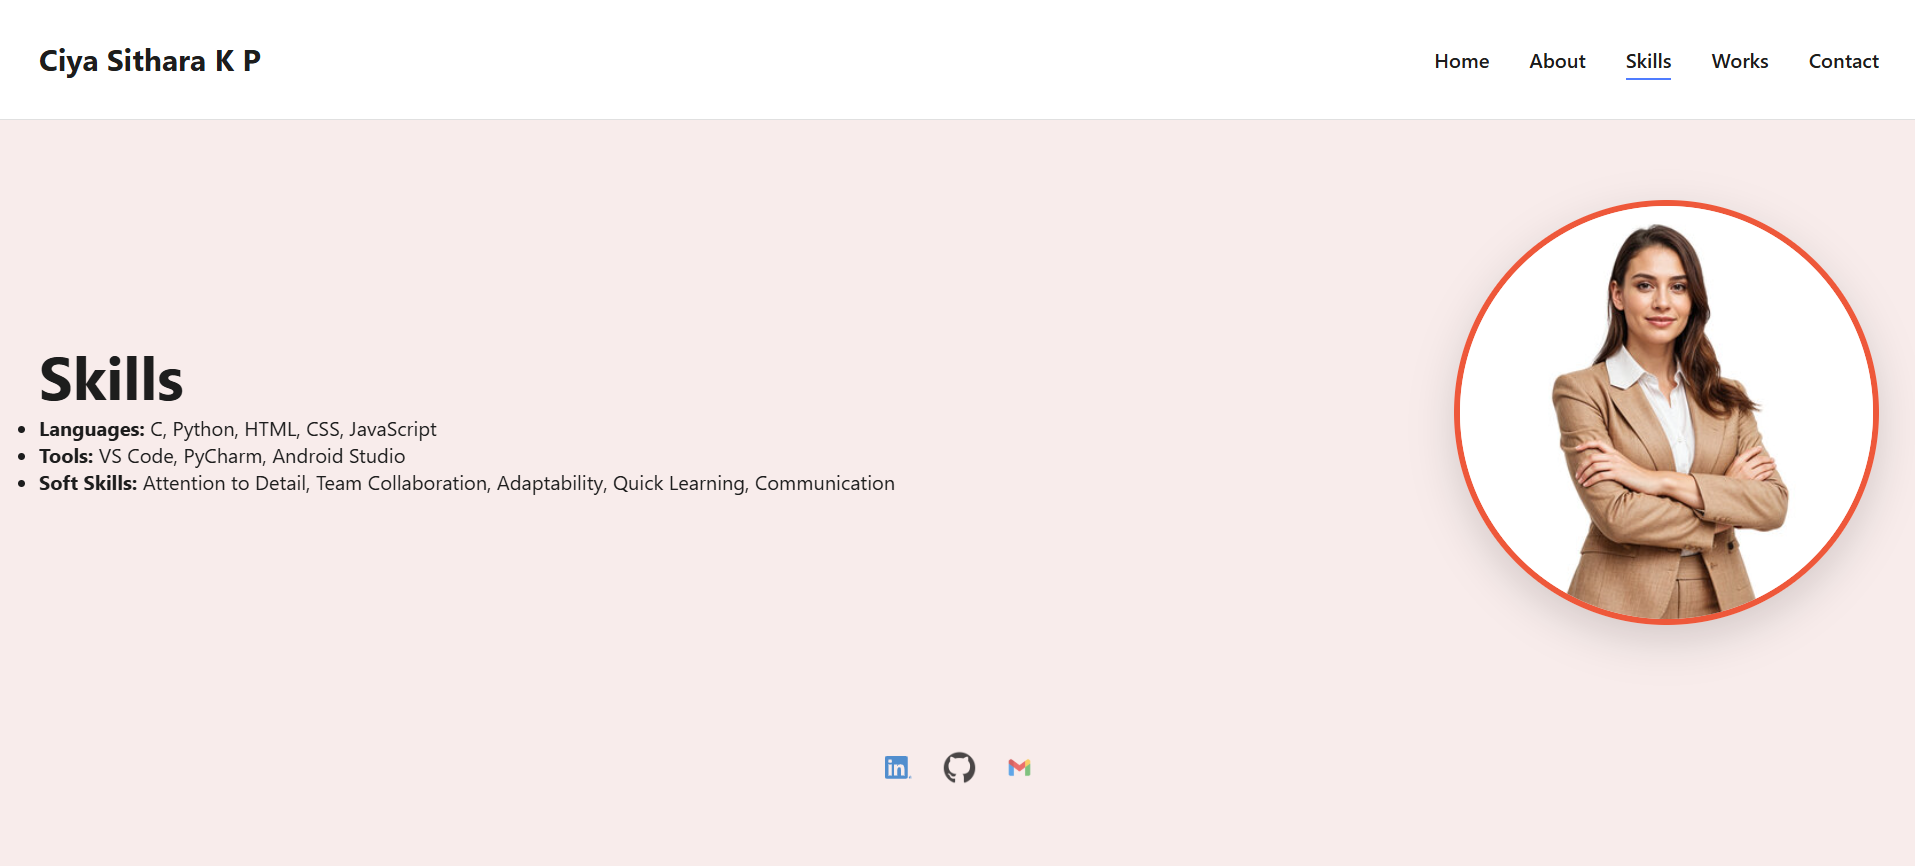 Ciya Sithara K P
Home About Skills Works Contact
Skills
Languages: C, Python, HTML, CSS, JavaScript
Tools: VS Code, PyCharm, Android Studio
Soft Skills: Attention to Detail, Team Collaboration, Adaptability, Quick Learning, Communication
in